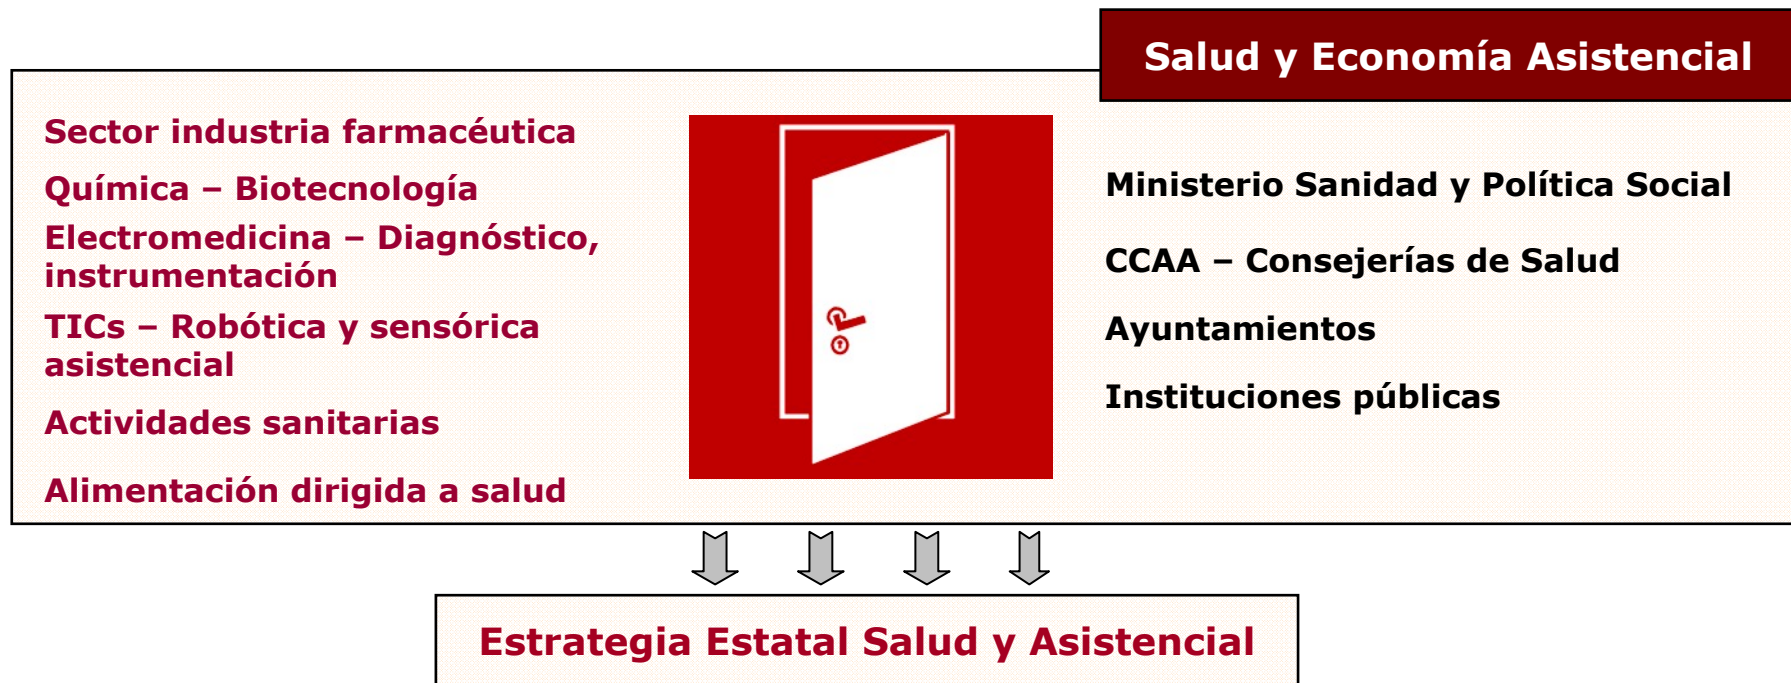 Salud y Economía Asistencial
Sector industria farmacéutica
Química – Biotecnología
Electromedicina – Diagnóstico,
instrumentación
TICs – Robótica y sensórica
asistencial
Actividades sanitarias
Alimentación dirigida a salud
Ministerio Sanidad y Política Social
CCAA – Consejerías de Salud
Ayuntamientos
Instituciones públicas
Estrategia Estatal Salud y Asistencial